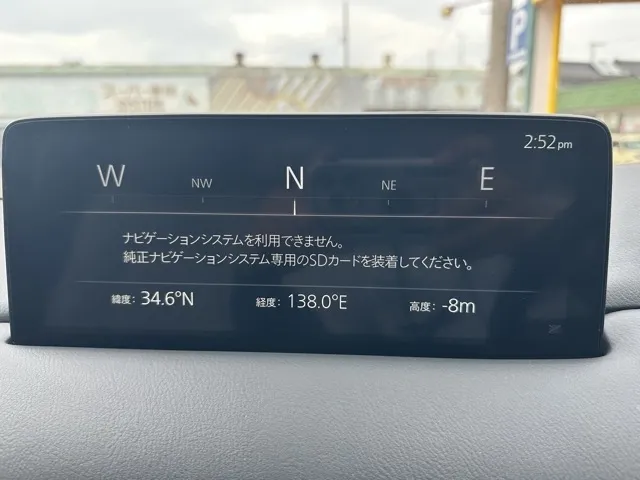 P
2:52pm
W NW N NE E
ナビゲーションシステムを利用できません。
純正ナビゲーションシステム専用のSDカードを装着してください。
緯度: 34.6°N 経度: 138.0°E 高度: -8m